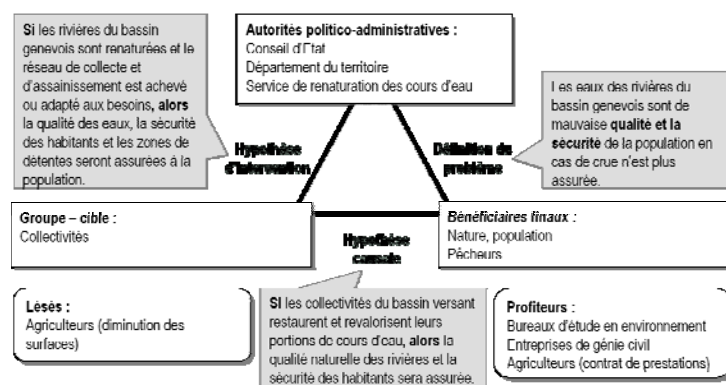 Si les rivières du bassin
genevois sont renaturées et le
réseau de collecte et
d'assainissement est achevé
ou adapté aux besoins, alors
la qualité des eaux, la sécurité
des habitants et les zones de
détentes seront assurées à la
population.
Autorités politico-administratives :
Conseil d'Etat
Département du territoire
Service de renaturation des cours d'eau
Les eaux des rivières du
bassin genevois sont de
mauvaise qualité et la
sécurité de la population en
cas de crue n'est plus
assurée.
Hypothèse
d'intervention
Définition du
problème
Groupe – cible :
Collectivités
Hypothèse
causale
Bénéficiaires finaux :
Nature, population
Pêcheurs
Lésés :
Agriculteurs (diminution des
surfaces)
SI les collectivités du bassin versant
restaurent et revalorisent leurs
portions de cours d'eau, alors la
qualité naturelle des rivières et la
sécurité des habitants sera assurée.
Profiteurs :
Bureaux d'étude en environnement
Entreprises de génie civil
Agriculteurs (contrat de prestations)